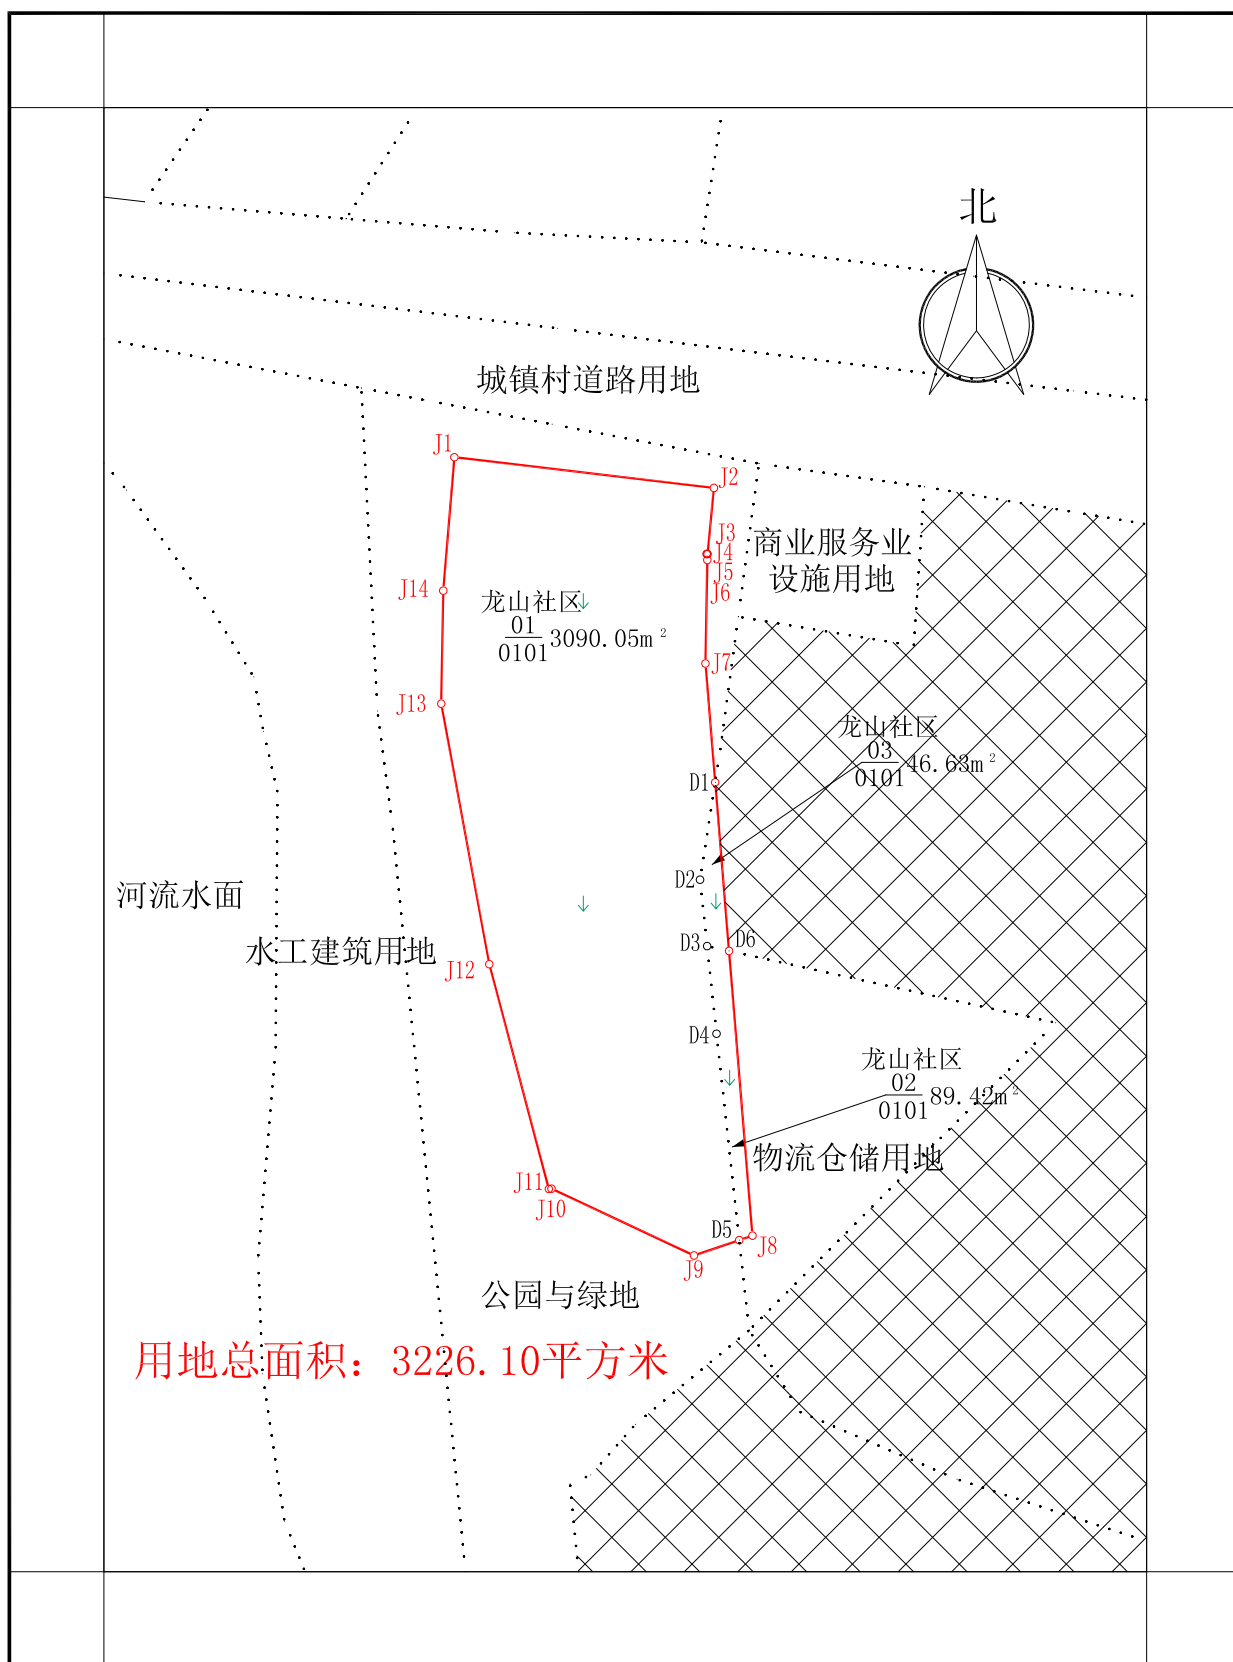 北
城镇村道路用地
J1
J2
J3
J4
J5
J6
商业服务业
设施用地
J14
龙山社区
01
0101
3090.05m²
J7
J13
龙山社区
03
0101
46.63m²
D1
D2
河流水面
D3
D6
水工建筑用地
J12
D4
龙山社区
02
0101
89.42m²
物流仓储用地
J11
J10
D5
J8
J9
公园与绿地
用地总面积：3226.10平方米